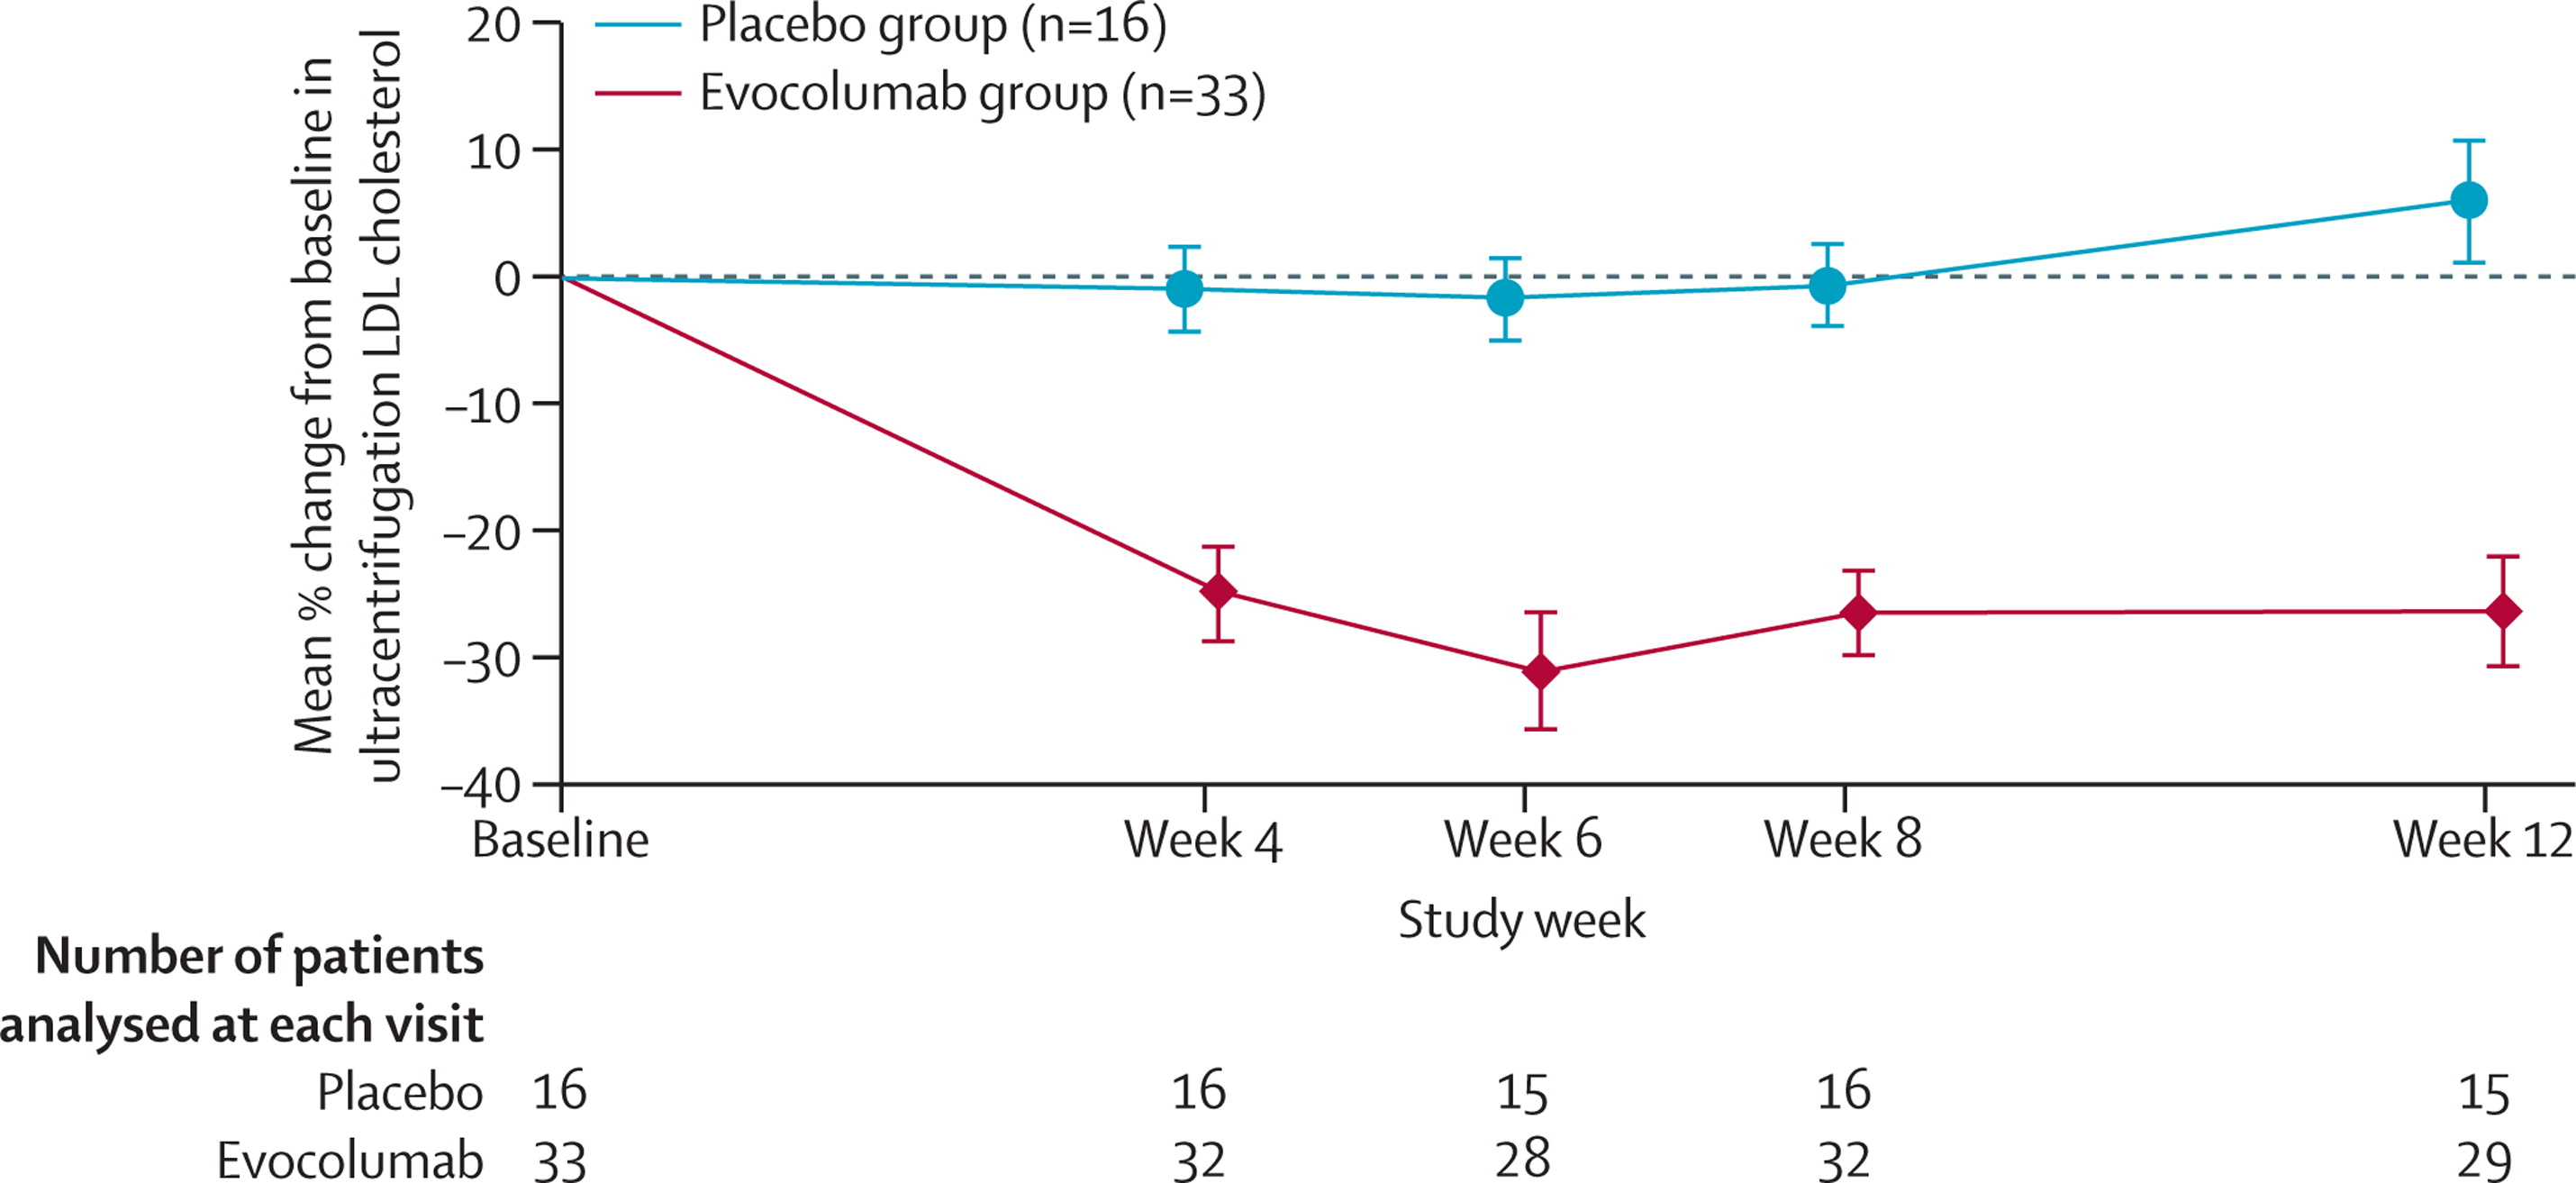 Placebo group (n=16)
Evocolumab group (n=33)
Mean % change from baseline in
ultracentrifugation LDL cholesterol
20
10
0
–10
–20
–30
–40
Baseline Week 4 Week 6 Week 8 Week 12
Study week
Number of patients
analysed at each visit
Placebo 16 16 15 16 15
Evocolumab 33 32 28 32 29